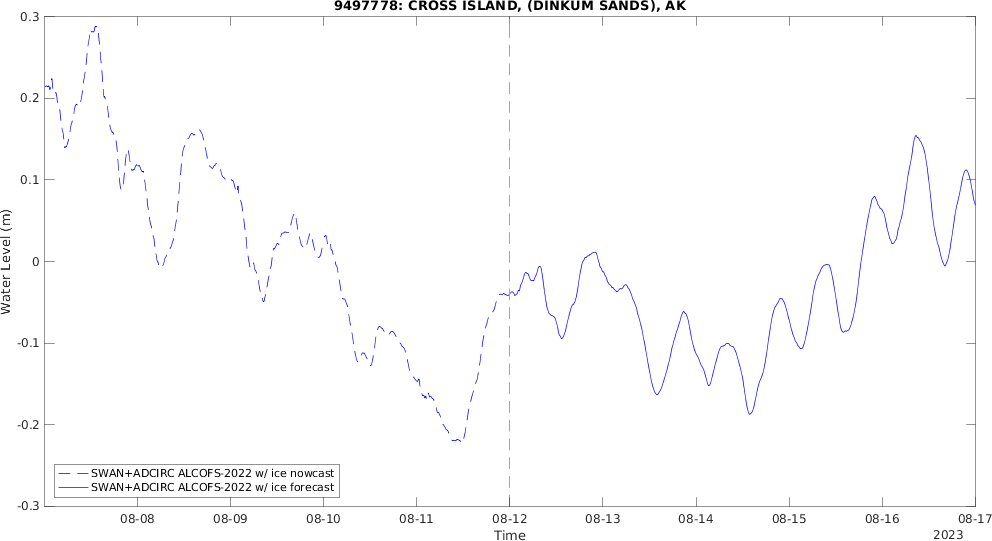 9497778: CROSS ISLAND, (DINKUM SANDS), AK
0.3
0.2
0.1
0
-0.1
-0.2
-0.3
Water Level (m)
SWAN+ADCIRC ALCOFS-2022 w/ ice nowcast
SWAN+ADCIRC ALCOFS-2022 w/ ice forecast
08-08 08-09 08-10 08-11 08-12 08-13 08-14 08-15 08-16 08-17
Time
2023